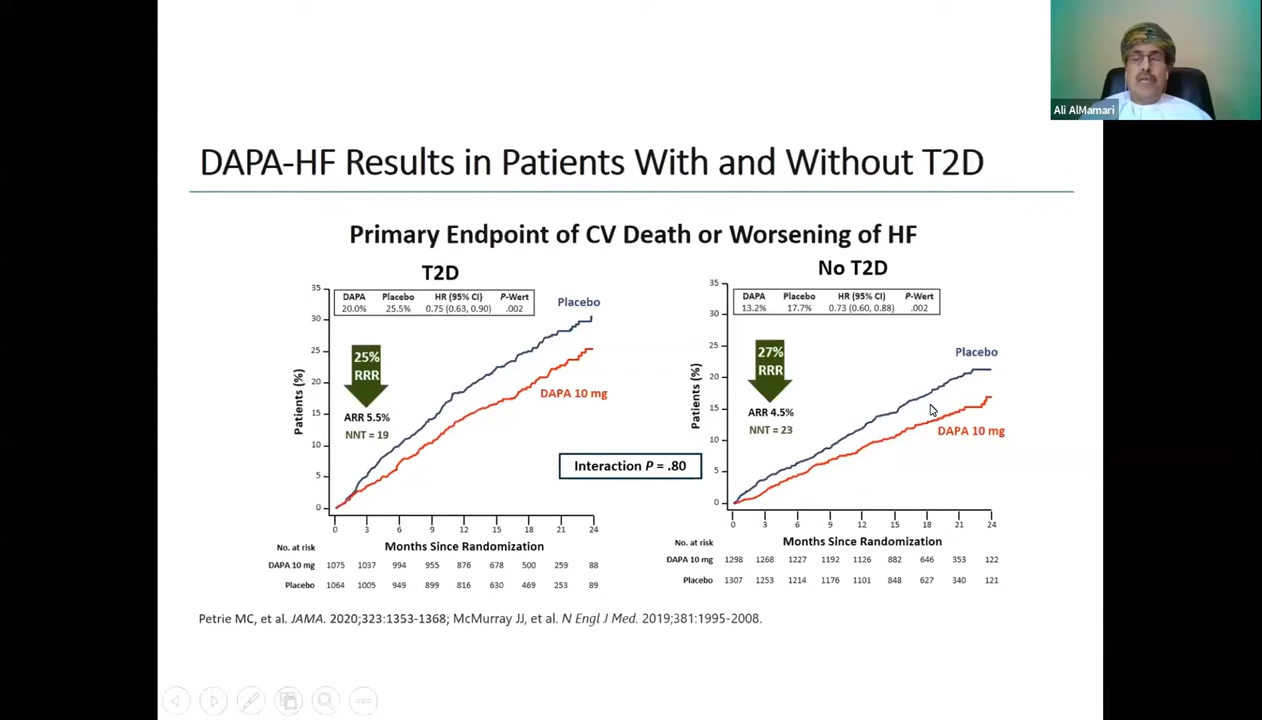 Ali AlMamari
DAPA-HF Results in Patients With and Without T2D
Primary Endpoint of CV Death or Worsening of HF
T2D
DAPA Placebo HR (95% CI) P-Wert
20.0% 25.5% 0.75 (0.63, 0.90) .002
Placebo
25%
RRR
ARR 5.5%
NNT = 19
DAPA 10 mg
Patients (%)
35
30
25
20
15
10
5
0
0 3 6 9 12 15 18 21 24
Months Since Randomization
No. at risk
DAPA 10 mg 1075 1037 994 955 876 678 500 259 88
Placebo 1064 1005 949 899 816 630 469 253 89
Interaction P = .80
No T2D
DAPA Placebo HR (95% CI) P-Wert
13.2% 17.7% 0.73 (0.60, 0.88) .002
Placebo
27%
RRR
ARR 4.5%
NNT = 23
DAPA 10 mg
Patients (%)
35
30
25
20
15
10
5
0
0 3 6 9 12 15 18 21 24
Months Since Randomization
No. at risk
DAPA 10 mg 1298 1268 1227 1192 1126 882 646 353 122
Placebo 1307 1253 1214 1176 1101 848 627 340 121
Petrie MC, et al. JAMA. 2020;323:1353-1368; McMurray JJ, et al. N Engl J Med. 2019;381:1995-2008.